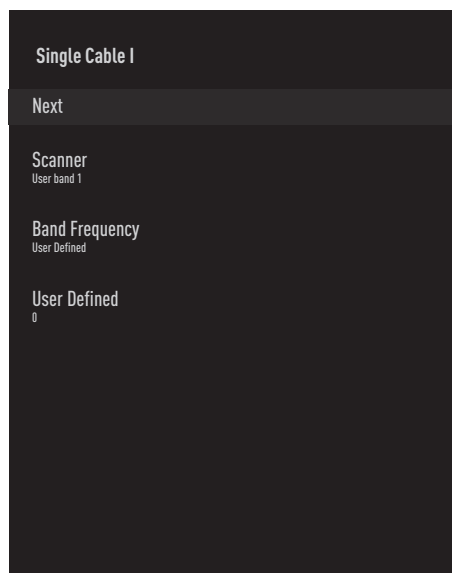 Single Cable I
Next
Scanner
User band 1
Band Frequency
User Defined
User Defined
0